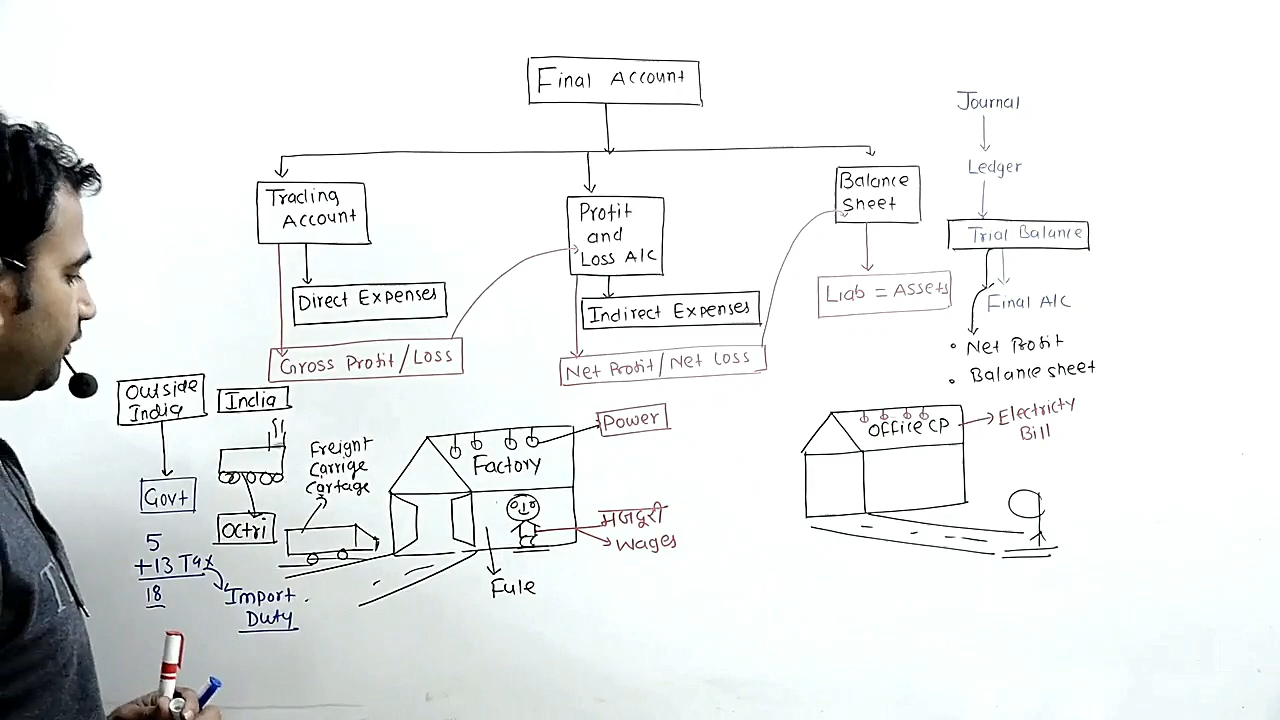 Final Account
Trading
Account
Profit
and
Loss A/C
Balance
Sheet
Direct Expenses
Indirect Expenses
Liab = Assets
Gross Profit/Loss
Net Profit/Net Loss
Journal
Ledger
Trial Balance
Final A/C
• Net Profit
• Balance sheet
Outside
India
India
Govt
Octri
5
+13 Tax
18
Import
Duty
Freight
Carrige
Cartage
Factory
Power
मजदूरी
Wages
Fule
Office CP
Electricty
Bill